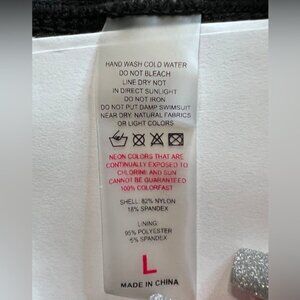 HAND WASH COLD WATER
DO NOT BLEACH
LINE DRY NOT
IN DIRECT SUNLIGHT
DO NOT IRON
DO NOT PUT DAMP SWIMSUIT
NEAR DRY NATURAL FABRICS
OR LIGHT COLORS
NEON COLORS THAT ARE
CONTINUALLY EXPOSED TO
CHLORINE AND SUN
CANNOT BE GUARANTEED
100% COLORFAST
SHELL: 82% NYLON
18% SPANDEX
LINING:
95% POLYESTER
5% SPANDEX
L
MADE IN CHINA